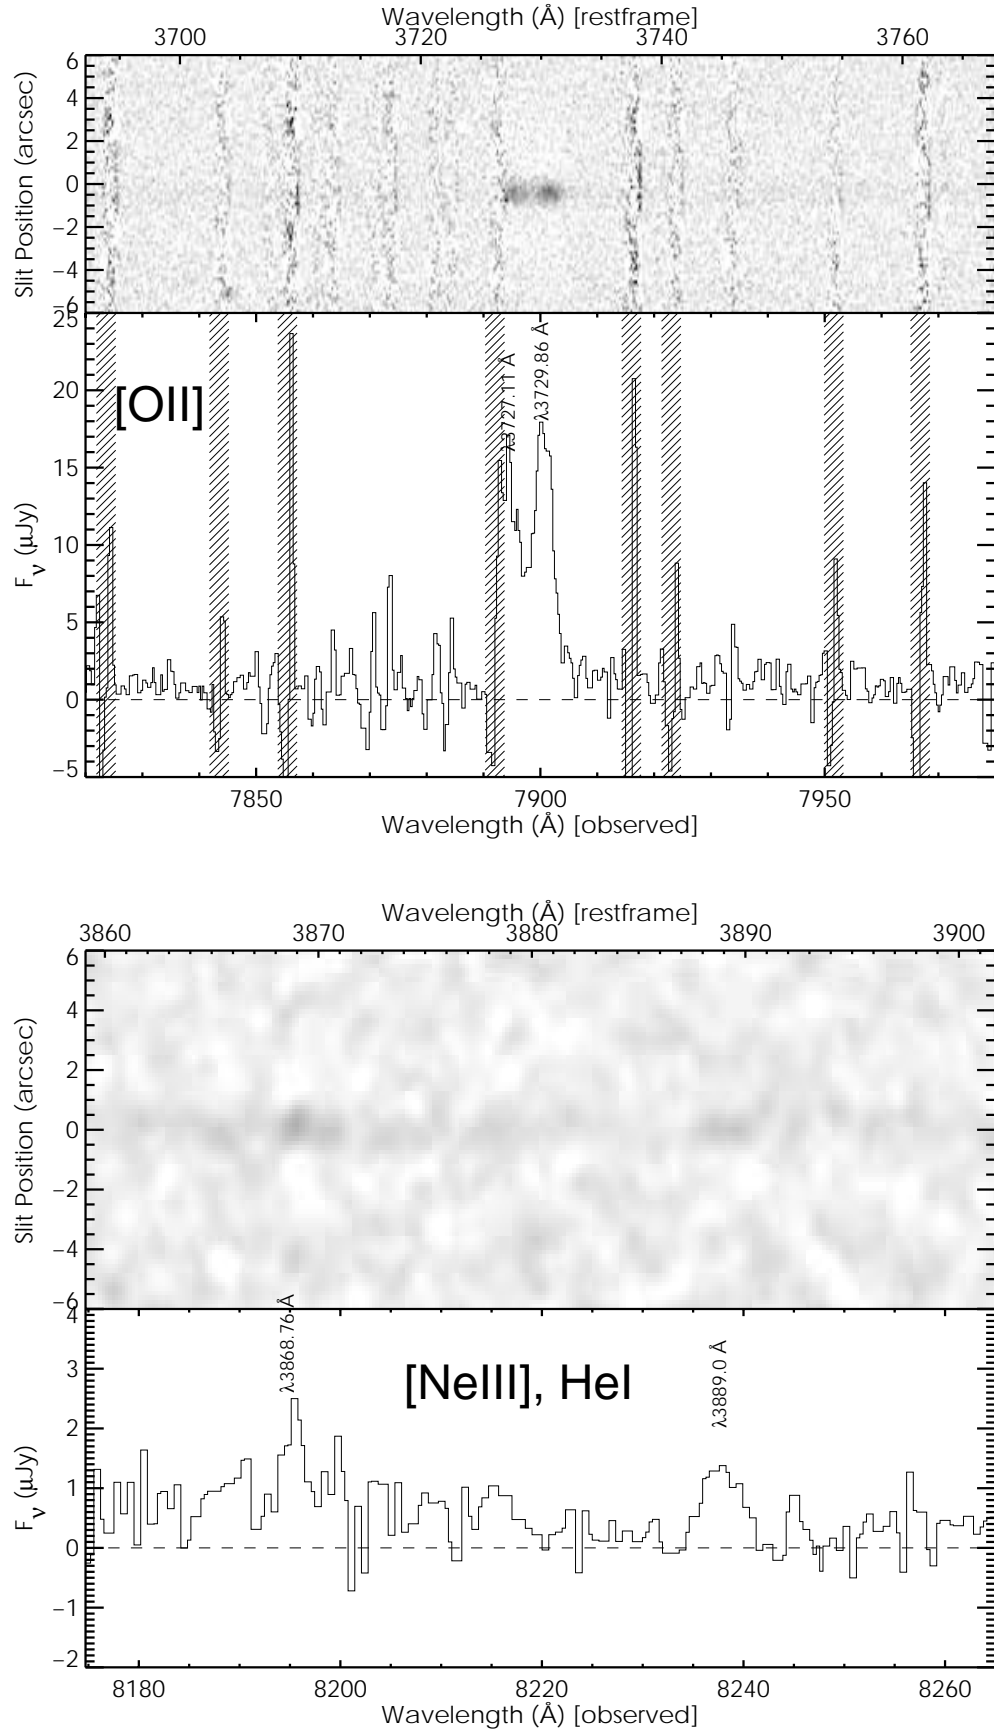 Wavelength (Å) [restframe]
3700 3720 3740 3760
6
4
2
0
−2
−4
−6
Slit Position (arcsec)
25
20
15
10
5
0
−5
Fν (μJy)
[OII]
λ3727.11 Å
λ3729.86 Å
7850 7900 7950
Wavelength (Å) [observed]
Wavelength (Å) [restframe]
3860 3870 3880 3890 3900
6
4
2
0
−2
−4
−6
Slit Position (arcsec)
4
3
2
1
0
−1
−2
Fν (μJy)
λ3868.76 Å
[NeIII], HeI
λ3889.0 Å
8180 8200 8220 8240 8260
Wavelength (Å) [observed]